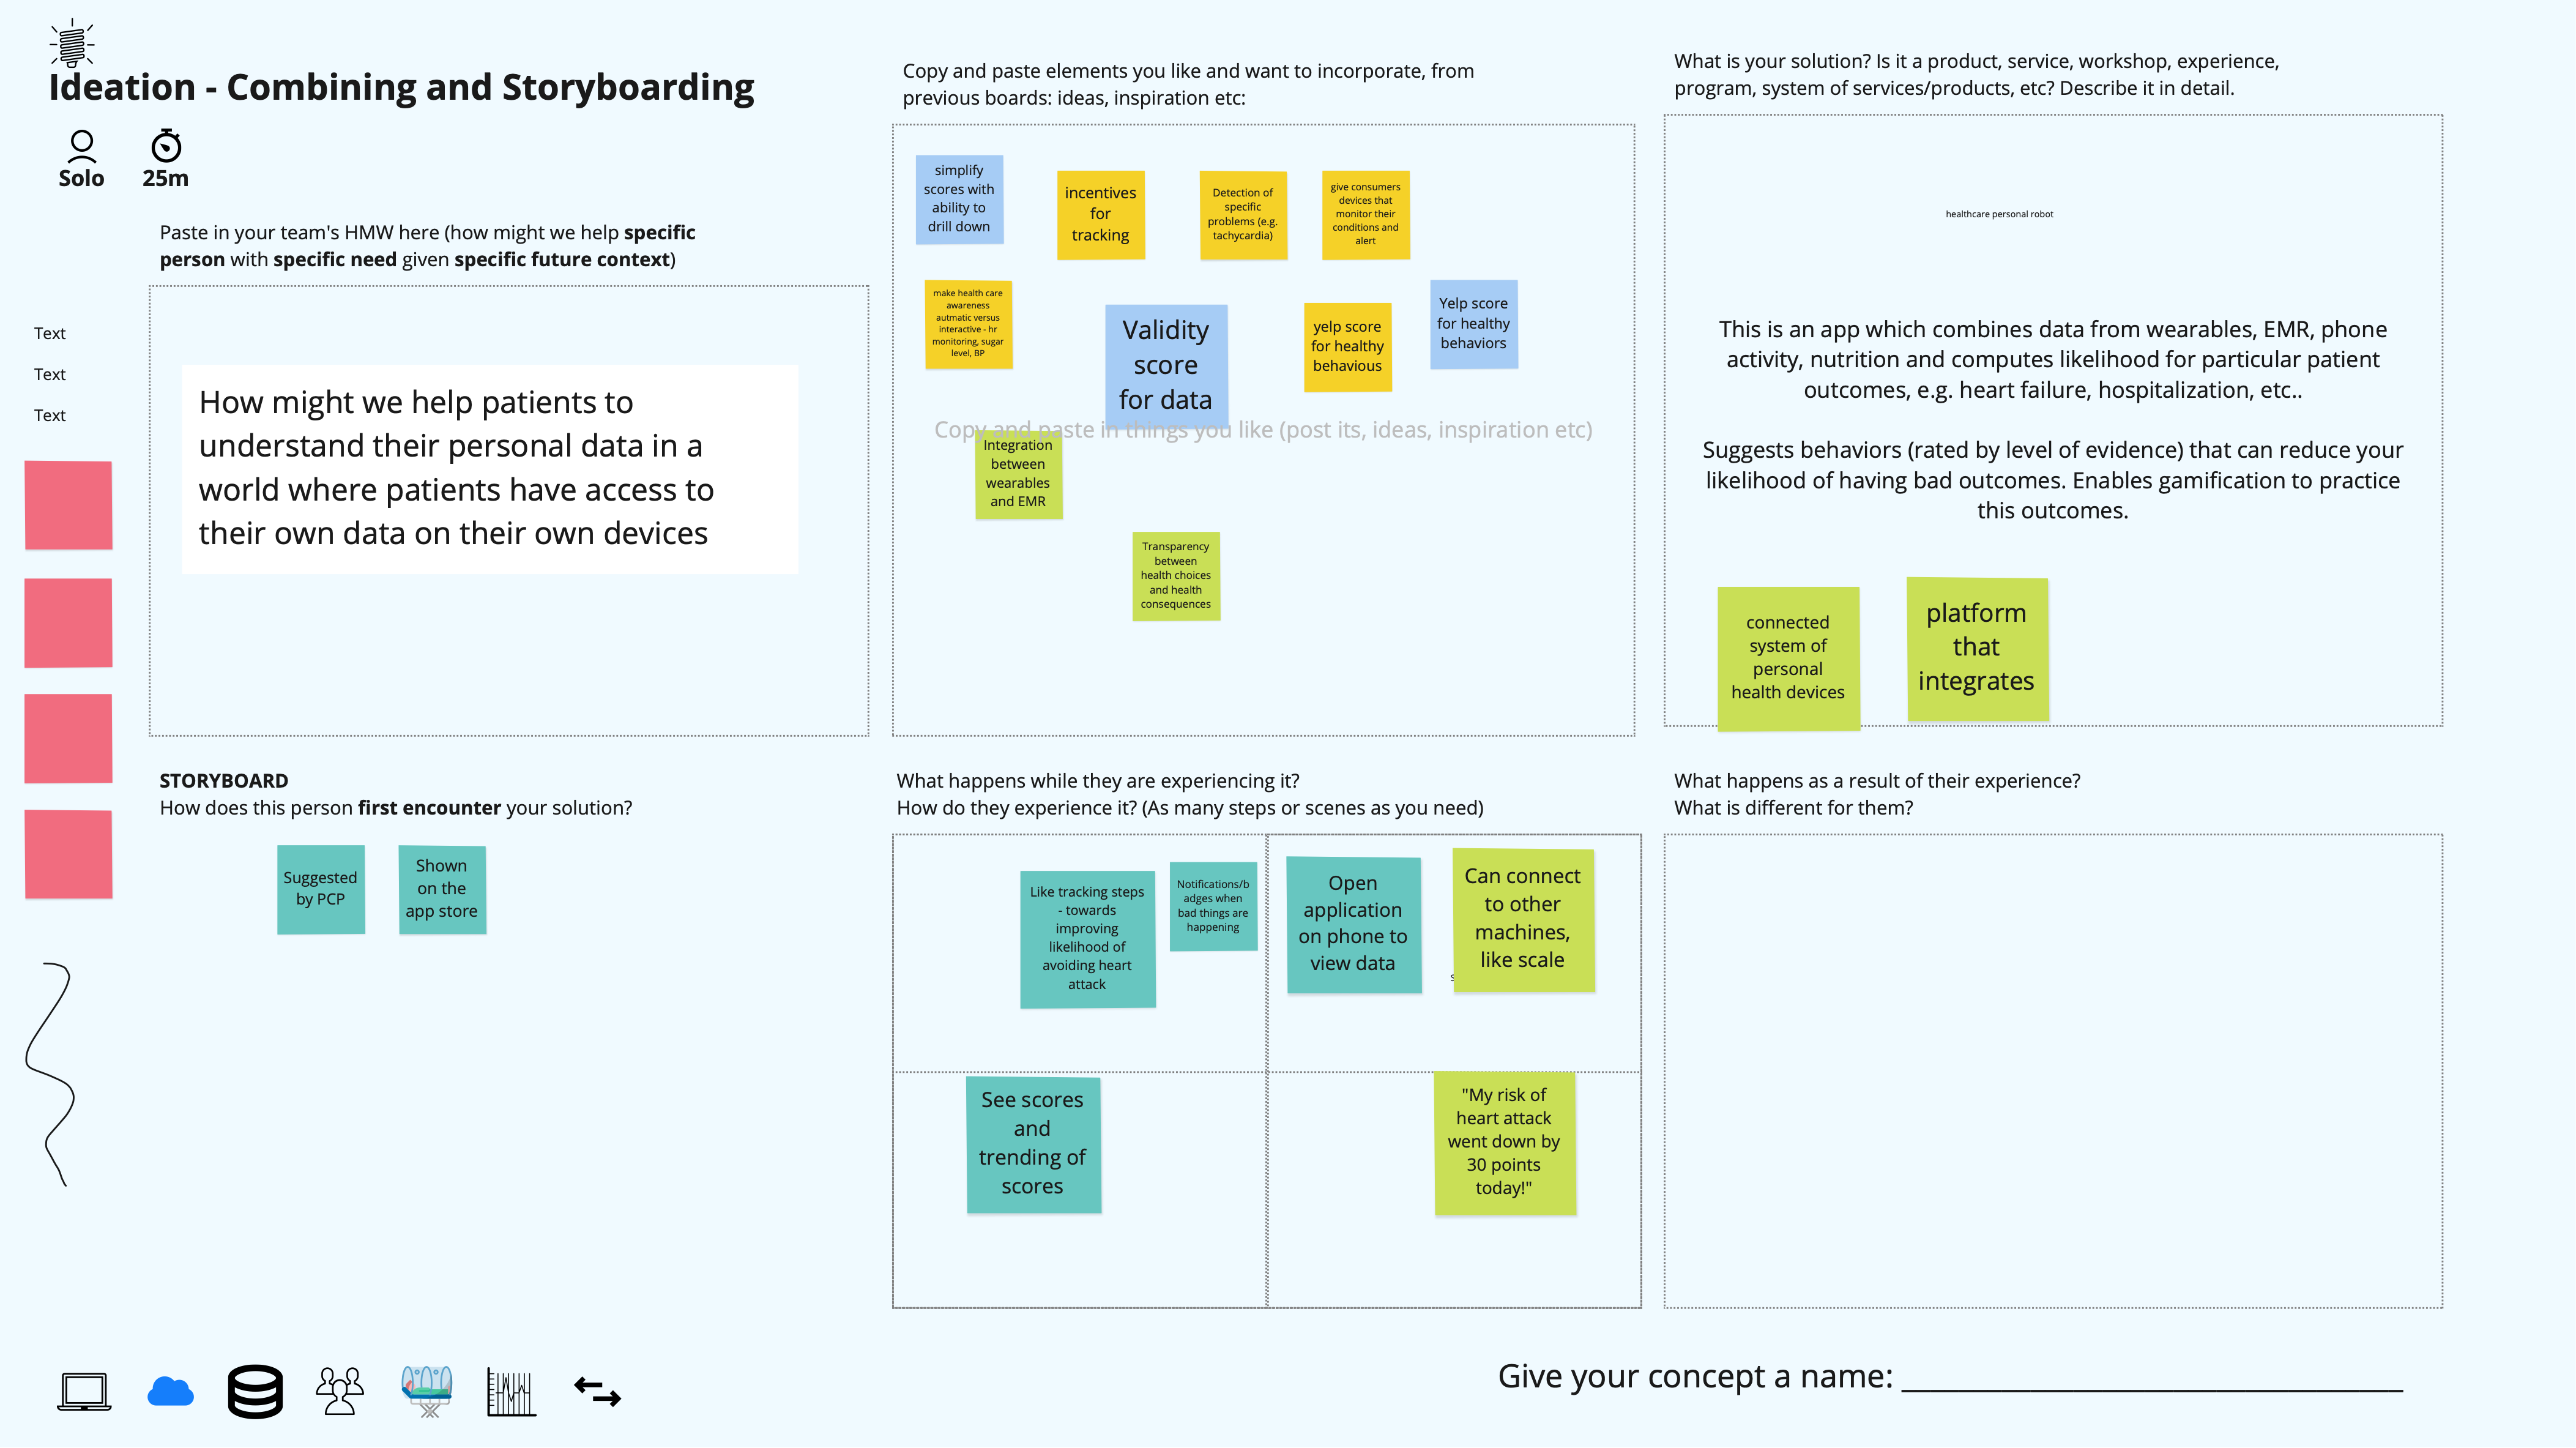 Ideation - Combining and Storyboarding
Solo
25m
Paste in your team's HMW here (how might we help specific
person with specific need given specific future context)
Text
Text
Text
How might we help patients to
understand their personal data in a
world where patients have access to
their own data on their own devices
Copy and paste elements you like and want to incorporate, from
previous boards: ideas, inspiration etc:
simplify
scores with
ability to
drill down
incentives
for
tracking
Detection of
specific
problems (e.g.
tachycardia)
give consumers
devices that
monitor their
conditions and
alert
make health care
awareness
autmatic versus
interactive - hr
monitoring, sugar
level, BP
Validity
score
for data
yelp score
for healthy
behavious
Yelp score
for healthy
behaviors
Copy and paste in things you like (post its, ideas, inspiration etc)
Integration
between
wearables
and EMR
Transparency
between
health choices
and health
consequences
What is your solution? Is it a product, service, workshop, experience,
program, system of services/products, etc? Describe it in detail.
healthcare personal robot
This is an app which combines data from wearables, EMR, phone
activity, nutrition and computes likelihood for particular patient
outcomes, e.g. heart failure, hospitalization, etc..
Suggests behaviors (rated by level of evidence) that can reduce your
likelihood of having bad outcomes. Enables gamification to practice
this outcomes.
connected
system of
personal
health devices
platform
that
integrates
STORYBOARD
How does this person first encounter your solution?
Suggested
by PCP
Shown
on the
app store
What happens while they are experiencing it?
How do they experience it? (As many steps or scenes as you need)
Like tracking steps
- towards
improving
likelihood of
avoiding heart
attack
Notifications/b
adges when
bad things are
happening
Open
application
on phone to
view data
Can connect
to other
machines,
like scale
See scores
and
trending of
scores
"My risk of
heart attack
went down by
30 points
today!"
What happens as a result of their experience?
What is different for them?
Give your concept a name: ______________________________